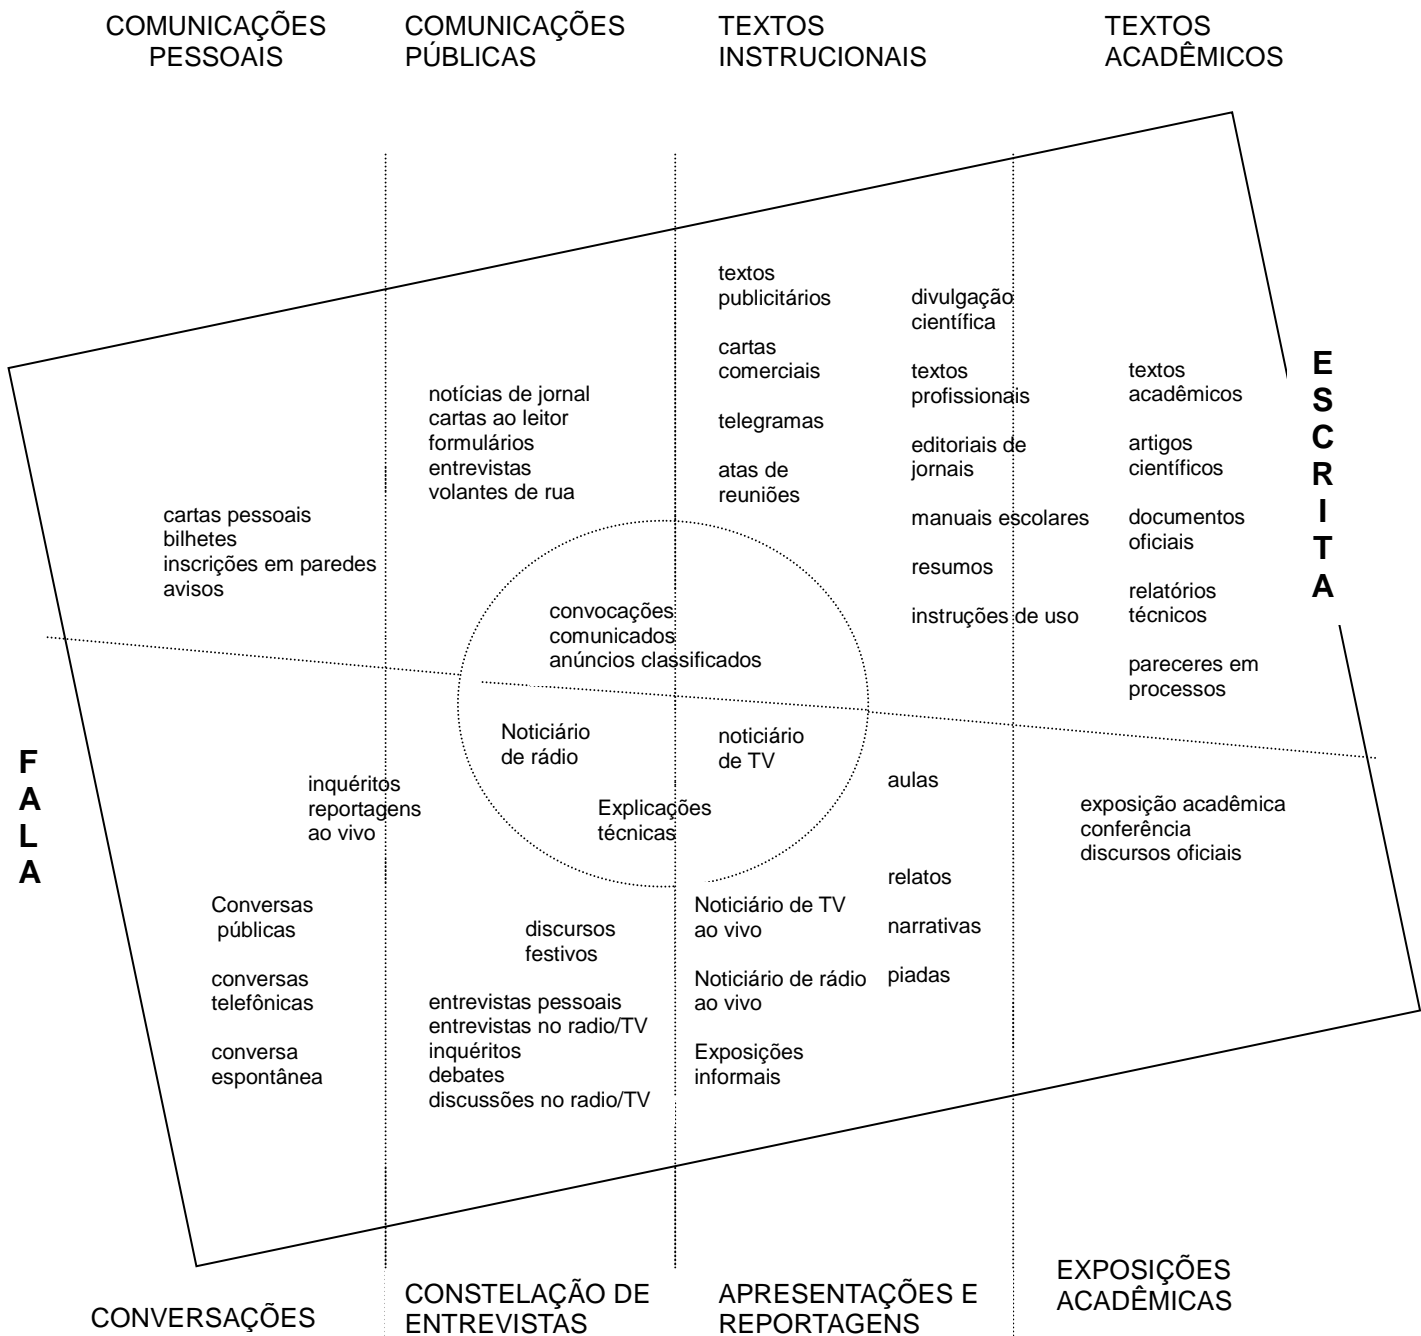 COMUNICAÇÕES
PESSOAIS
COMUNICAÇÕES
PÚBLICAS
TEXTOS
INSTRUCIONAIS
TEXTOS
ACADÊMICOS
cartas pessoais
bilhetes
inscrições em paredes
avisos
notícias de jornal
cartas ao leitor
formulários
entrevistas
volantes de rua
textos
publicitários
cartas
comerciais
telegramas
atas de
reuniões
divulgação
científica
textos
profissionais
editoriais de
jornais
manuais escolares
resumos
instruções de uso
textos
acadêmicos
artigos
científicos
documentos
oficiais
relatórios
técnicos
pareceres em
processos
E
S
C
R
I
T
A
convocações
comunicados
anúncios classificados
Noticiário
de rádio
noticiário
de TV
Explicações
técnicas
F
A
L
A
inquéritos
reportagens
ao vivo
Conversas
públicas
conversas
telefônicas
conversa
espontânea
discursos
festivos
entrevistas pessoais
entrevistas no radio/TV
inquéritos
debates
discussões no radio/TV
Noticiário de TV
ao vivo
Noticiário de rádio
ao vivo
Exposições
informais
aulas
relatos
narrativas
piadas
exposição acadêmica
conferência
discursos oficiais
CONVERSAÇÕES
CONSTELAÇÃO DE
ENTREVISTAS
APRESENTAÇÕES E
REPORTAGENS
EXPOSIÇÕES
ACADÊMICAS